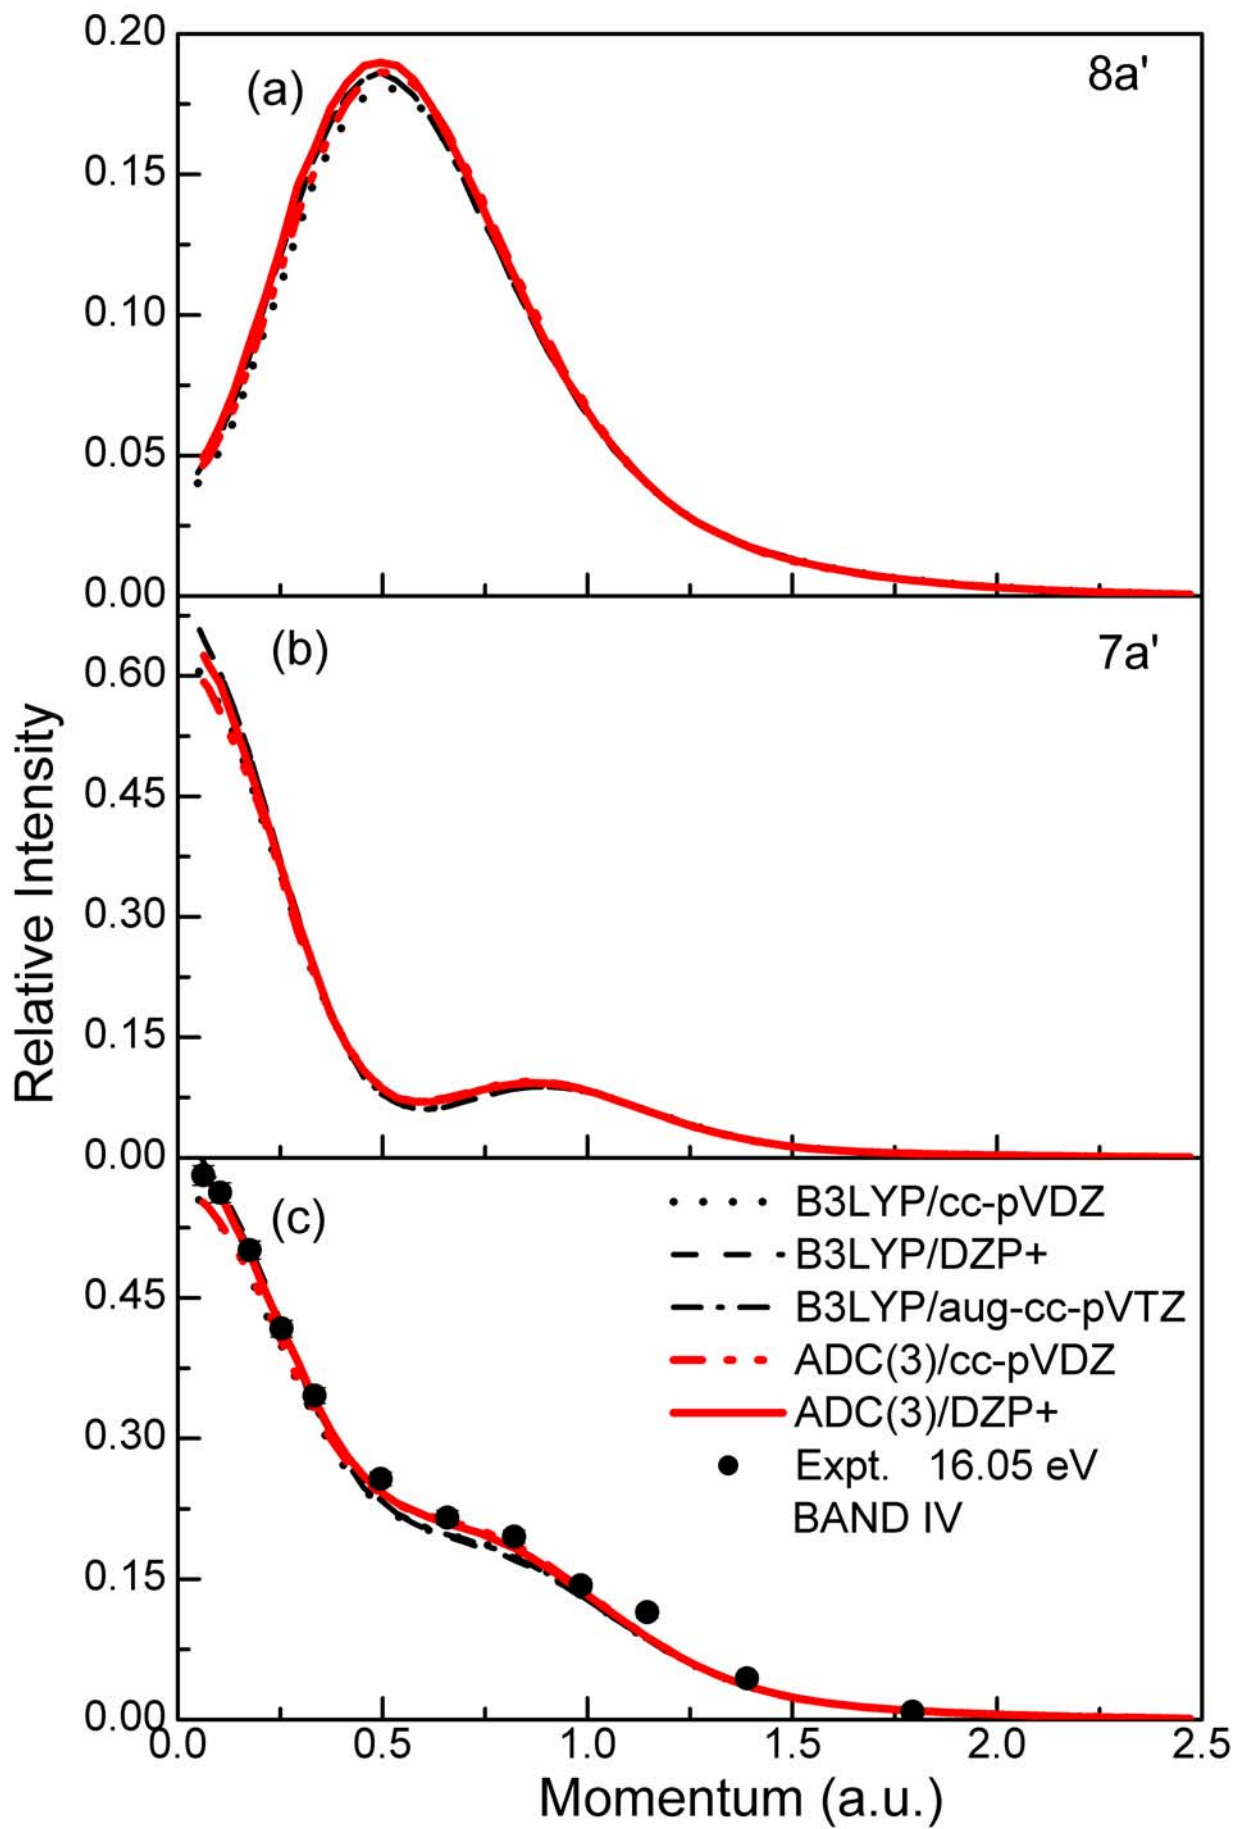 0.20
(a)
8a'
0.15
0.10
0.05
0.00
(b)
7a'
0.60
0.45
0.30
0.15
0.00
(c)
B3LYP/cc-pVDZ
B3LYP/DZP+
B3LYP/aug-cc-pVTZ
ADC(3)/cc-pVDZ
ADC(3)/DZP+
Expt. 16.05 eV
BAND IV
0.45
0.30
0.15
0.00
0.0 0.5 1.0 1.5 2.0 2.5
Momentum (a.u.)
Relative Intensity